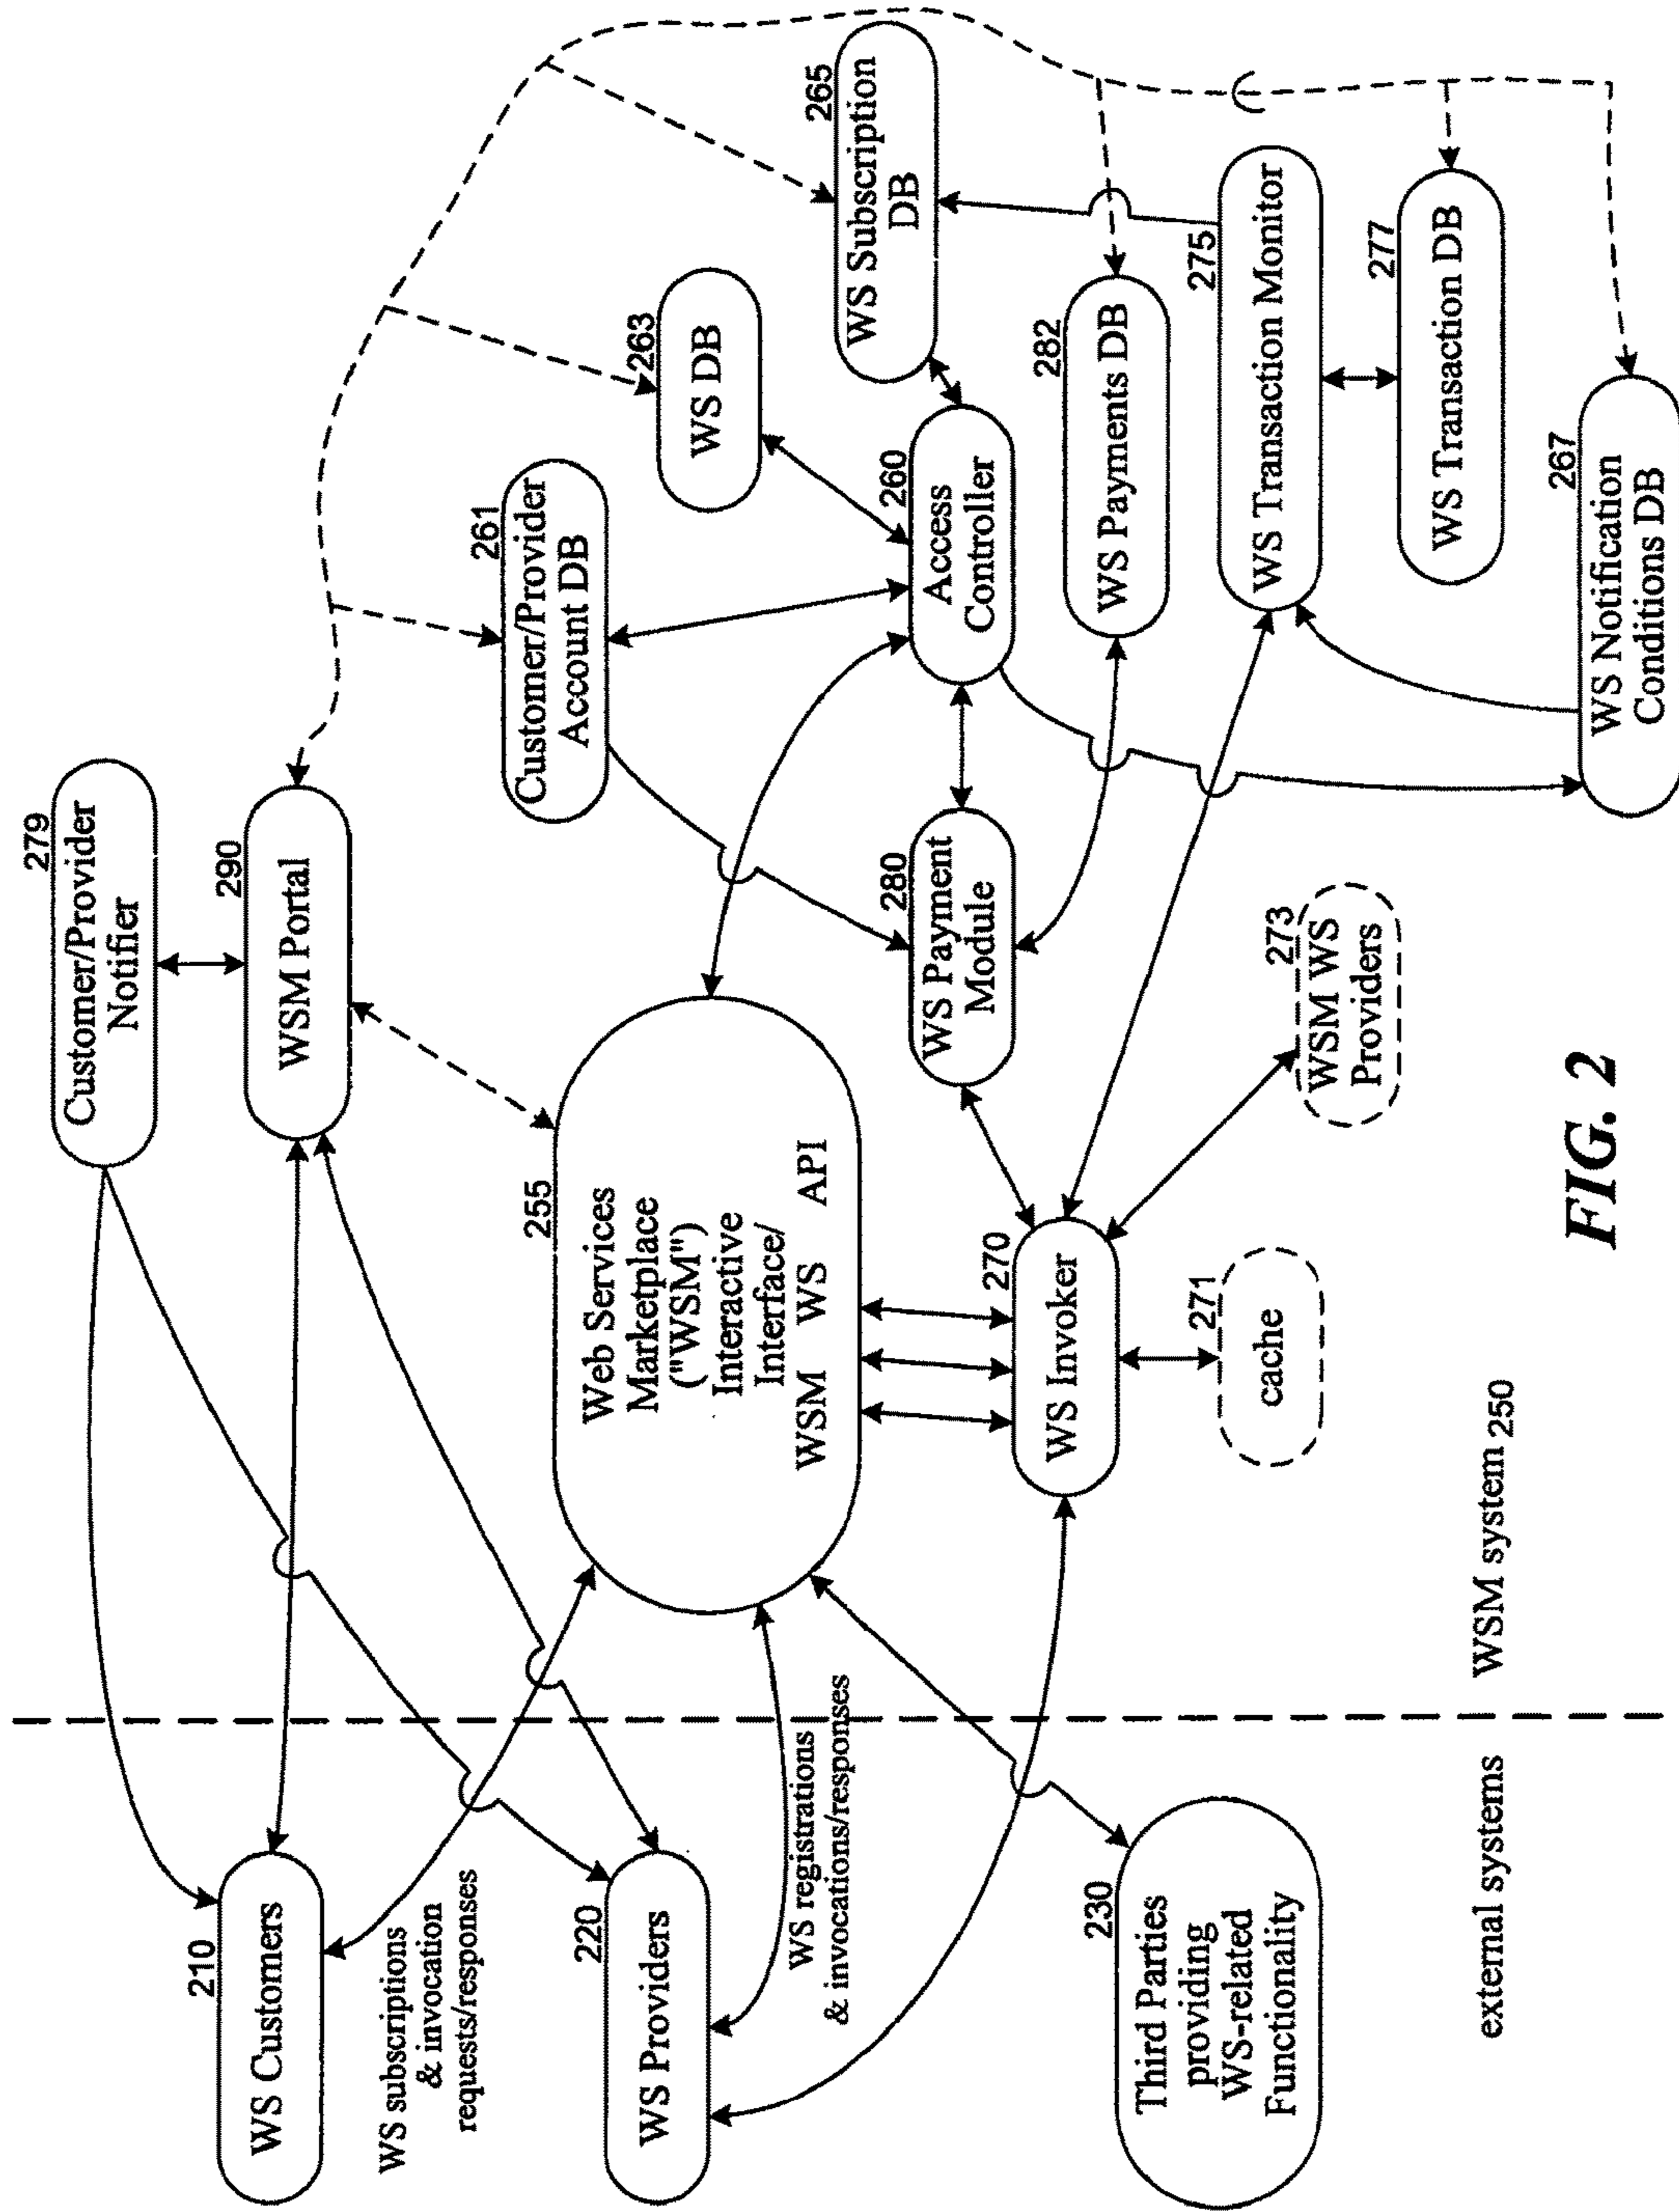 279
Customer/Provider
Notifier
290
WSM Portal
210
WS Customers
WS subscriptions
& invocation
requests/responses
220
WS Providers
WS registrations
& invocations/responses
230
Third Parties
providing
WS-related
Functionality
255
Web Services
Marketplace
("WSM")
Interactive
Interface/
WSM WS API
261
Customer/Provider
Account DB
263
WS DB
265
WS Subscription
DB
260
Access
Controller
280
WS Payment
Module
282
WS Payments DB
270
WS Invoker
271
cache
273
WSM WS
Providers
275
WS Transaction Monitor
277
WS Transaction DB
267
WS Notification
Conditions DB
external systems
WSM system 250
FIG. 2